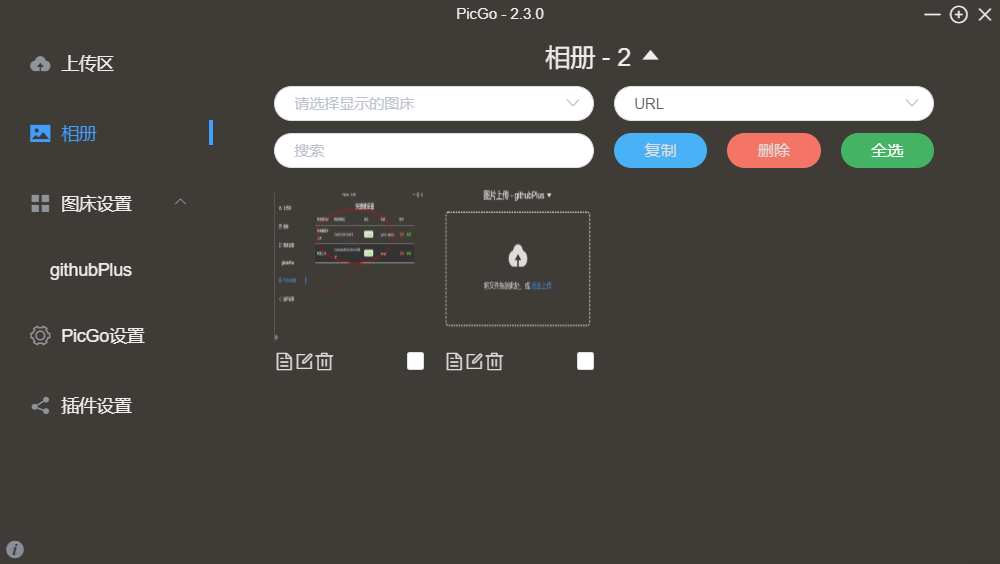 PicGo - 2.3.0
上传区
相册
图床设置
githubPlus
PicGo设置
插件设置
相册 - 2
请选择显示的图床
URL
搜索
复制
删除
全选
图片上传 - githubPlus
将文件拖到此处，或 点击上传